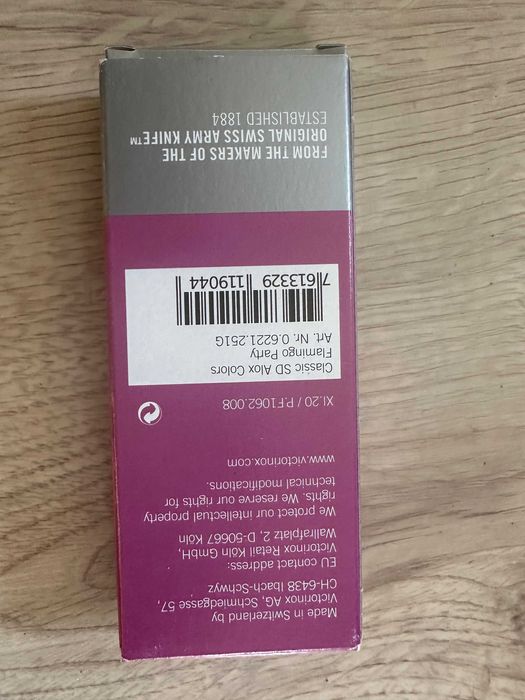 Made in Switzerland by
Victorinox AG, Schmiedgasse 57,
CH-6438 Ibach-Schwyz
EU contact address:
Victorinox Retail Köln GmbH,
Wallrafplatz 2, D-50667 Köln
We protect our intellectual property
rights. We reserve our rights for
technical modifications.
www.victorinox.com
XI.20 / P.F1062.008
Classic SD Alox Colors
Flamingo Party
Art. Nr. 0.6221.251G
7 613329 119044
FROM THE MAKERS OF THE
ORIGINAL SWISS ARMY KNIFE™
ESTABLISHED 1884